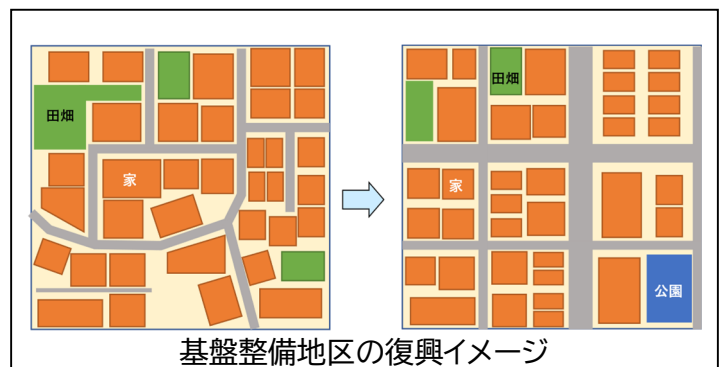 田畑
家
田畑
家
公園
基盤整備地区の復興イメージ